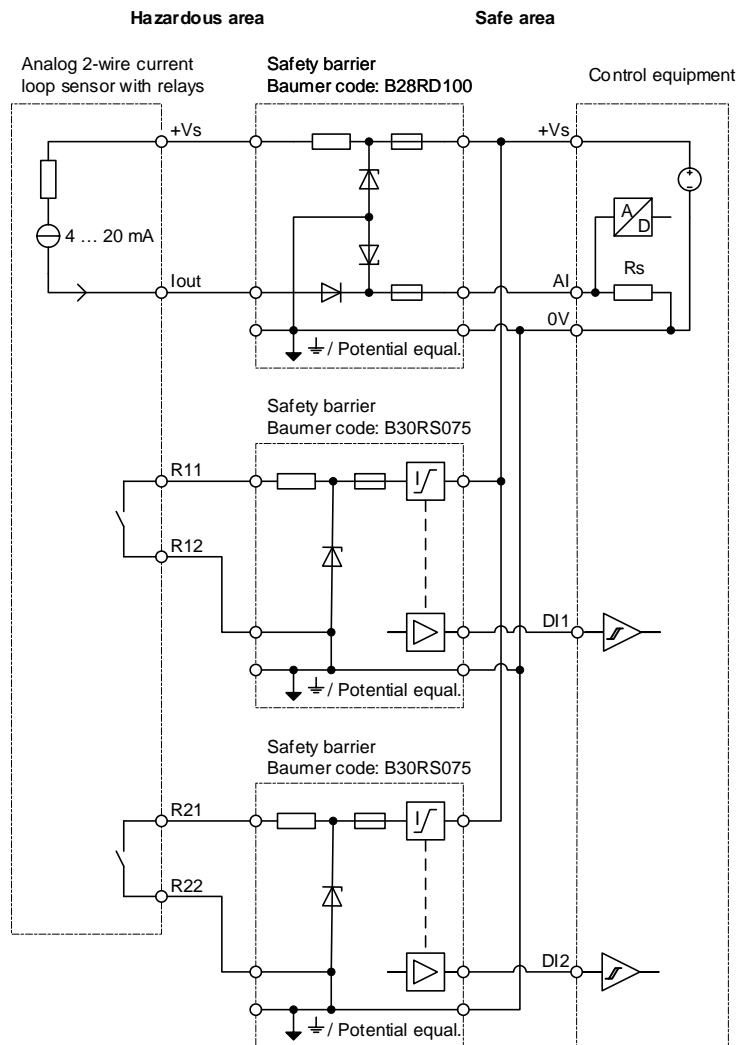 Hazardous area
Safe area
Analog 2-wire current
loop sensor with relays
Safety barrier
Baumer code: B28RD100
Control equipment
+Vs
+Vs
4 ... 20 mA
A
D
Rs
Iout
AI
0V
/ Potential equal.
Safety barrier
Baumer code: B30RS075
R11
I
R12
DI1
/ Potential equal.
Safety barrier
Baumer code: B30RS075
R21
I
R22
DI2
/ Potential equal.